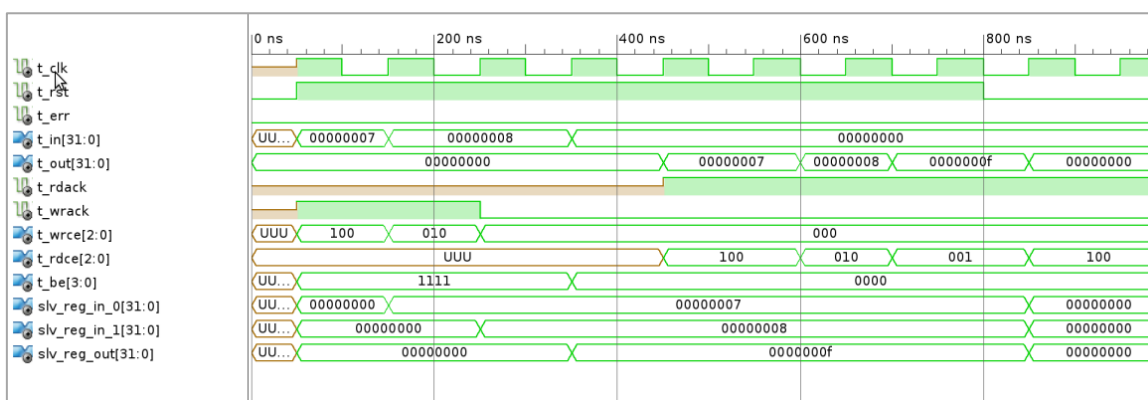 0 ns 200 ns 400 ns 600 ns 800 ns
t_clk
t_rst
t_err
t_in[31:0] UU... 00000007 00000008 00000000
t_out[31:0] 00000000 00000007 00000008 0000000f 00000000
t_rdack
t_wrack
t_wrce[2:0] UUU 100 010 000
t_rdce[2:0] UUU 100 010 001 100
t_be[3:0] UU... 1111 0000
slv_reg_in_0[31:0] UU... 00000000 00000007 00000000
slv_reg_in_1[31:0] UU... 00000000 00000008 00000000
slv_reg_out[31:0] UU... 00000000 0000000f 00000000